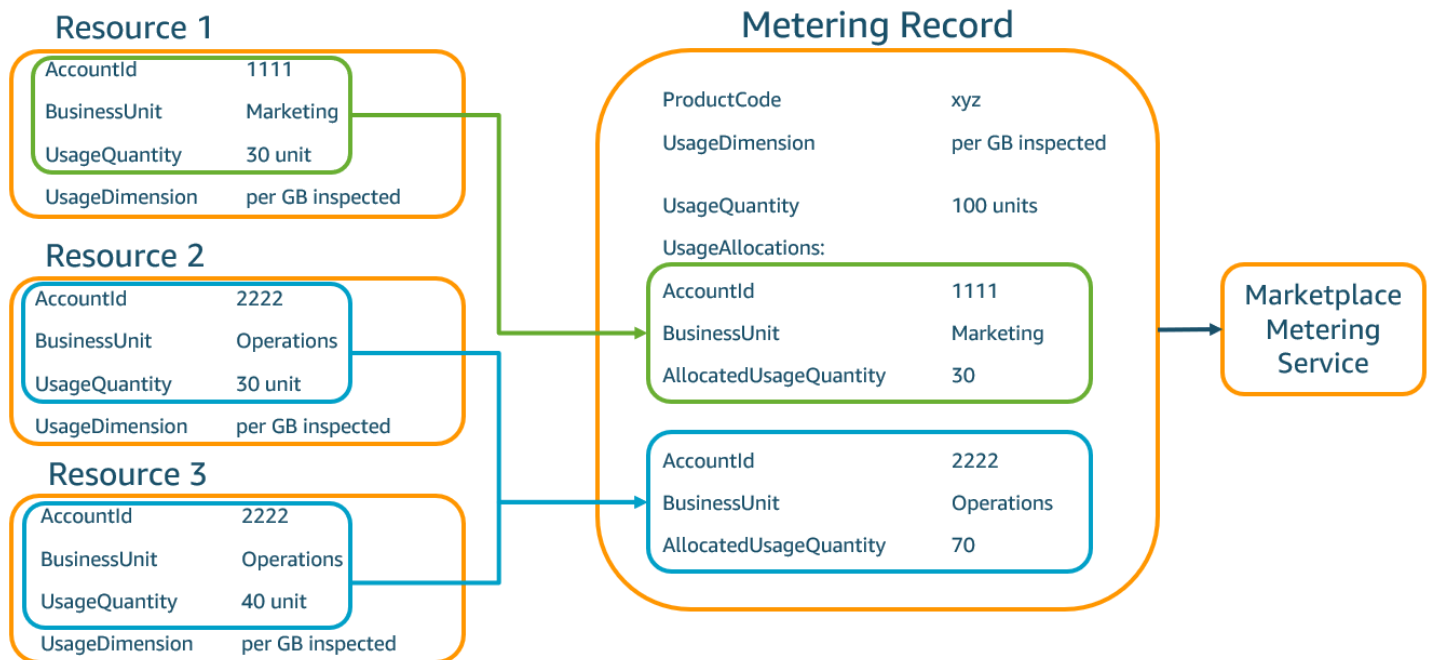 Resource 1
AccountId 1111
BusinessUnit Marketing
UsageQuantity 30 unit
UsageDimension per GB inspected
Resource 2
AccountId 2222
BusinessUnit Operations
UsageQuantity 30 unit
UsageDimension per GB inspected
Resource 3
AccountId 2222
BusinessUnit Operations
UsageQuantity 40 unit
UsageDimension per GB inspected
Metering Record
ProductCode xyz
UsageDimension per GB inspected
UsageQuantity 100 units
UsageAllocations:
AccountId 1111
BusinessUnit Marketing
AllocatedUsageQuantity 30
AccountId 2222
BusinessUnit Operations
AllocatedUsageQuantity 70
Marketplace
Metering
Service